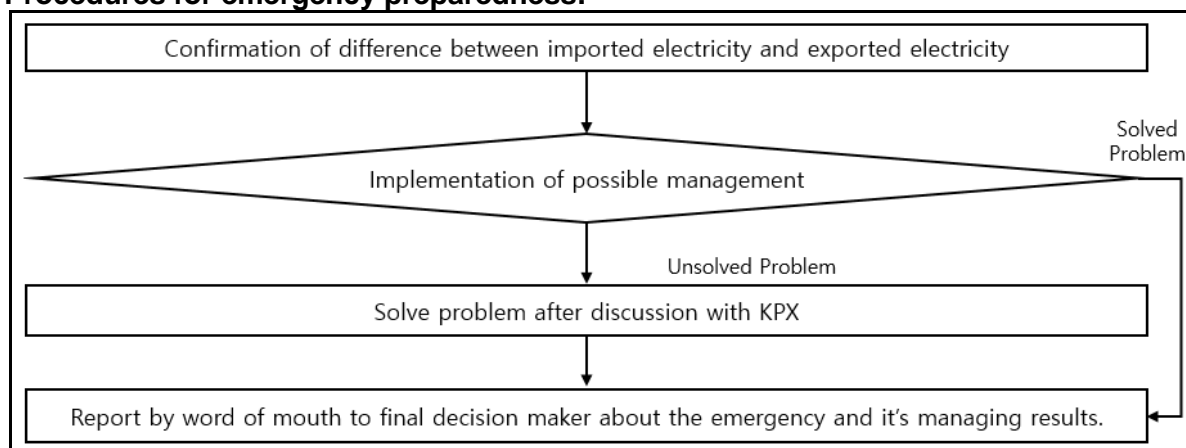 Procedures for emergency preparedness:
Confirmation of difference between imported electricity and exported electricity
Solved
Problem
Implementation of possible management
Unsolved Problem
Solve problem after discussion with KPX
Report by word of mouth to final decision maker about the emergency and it's managing results.